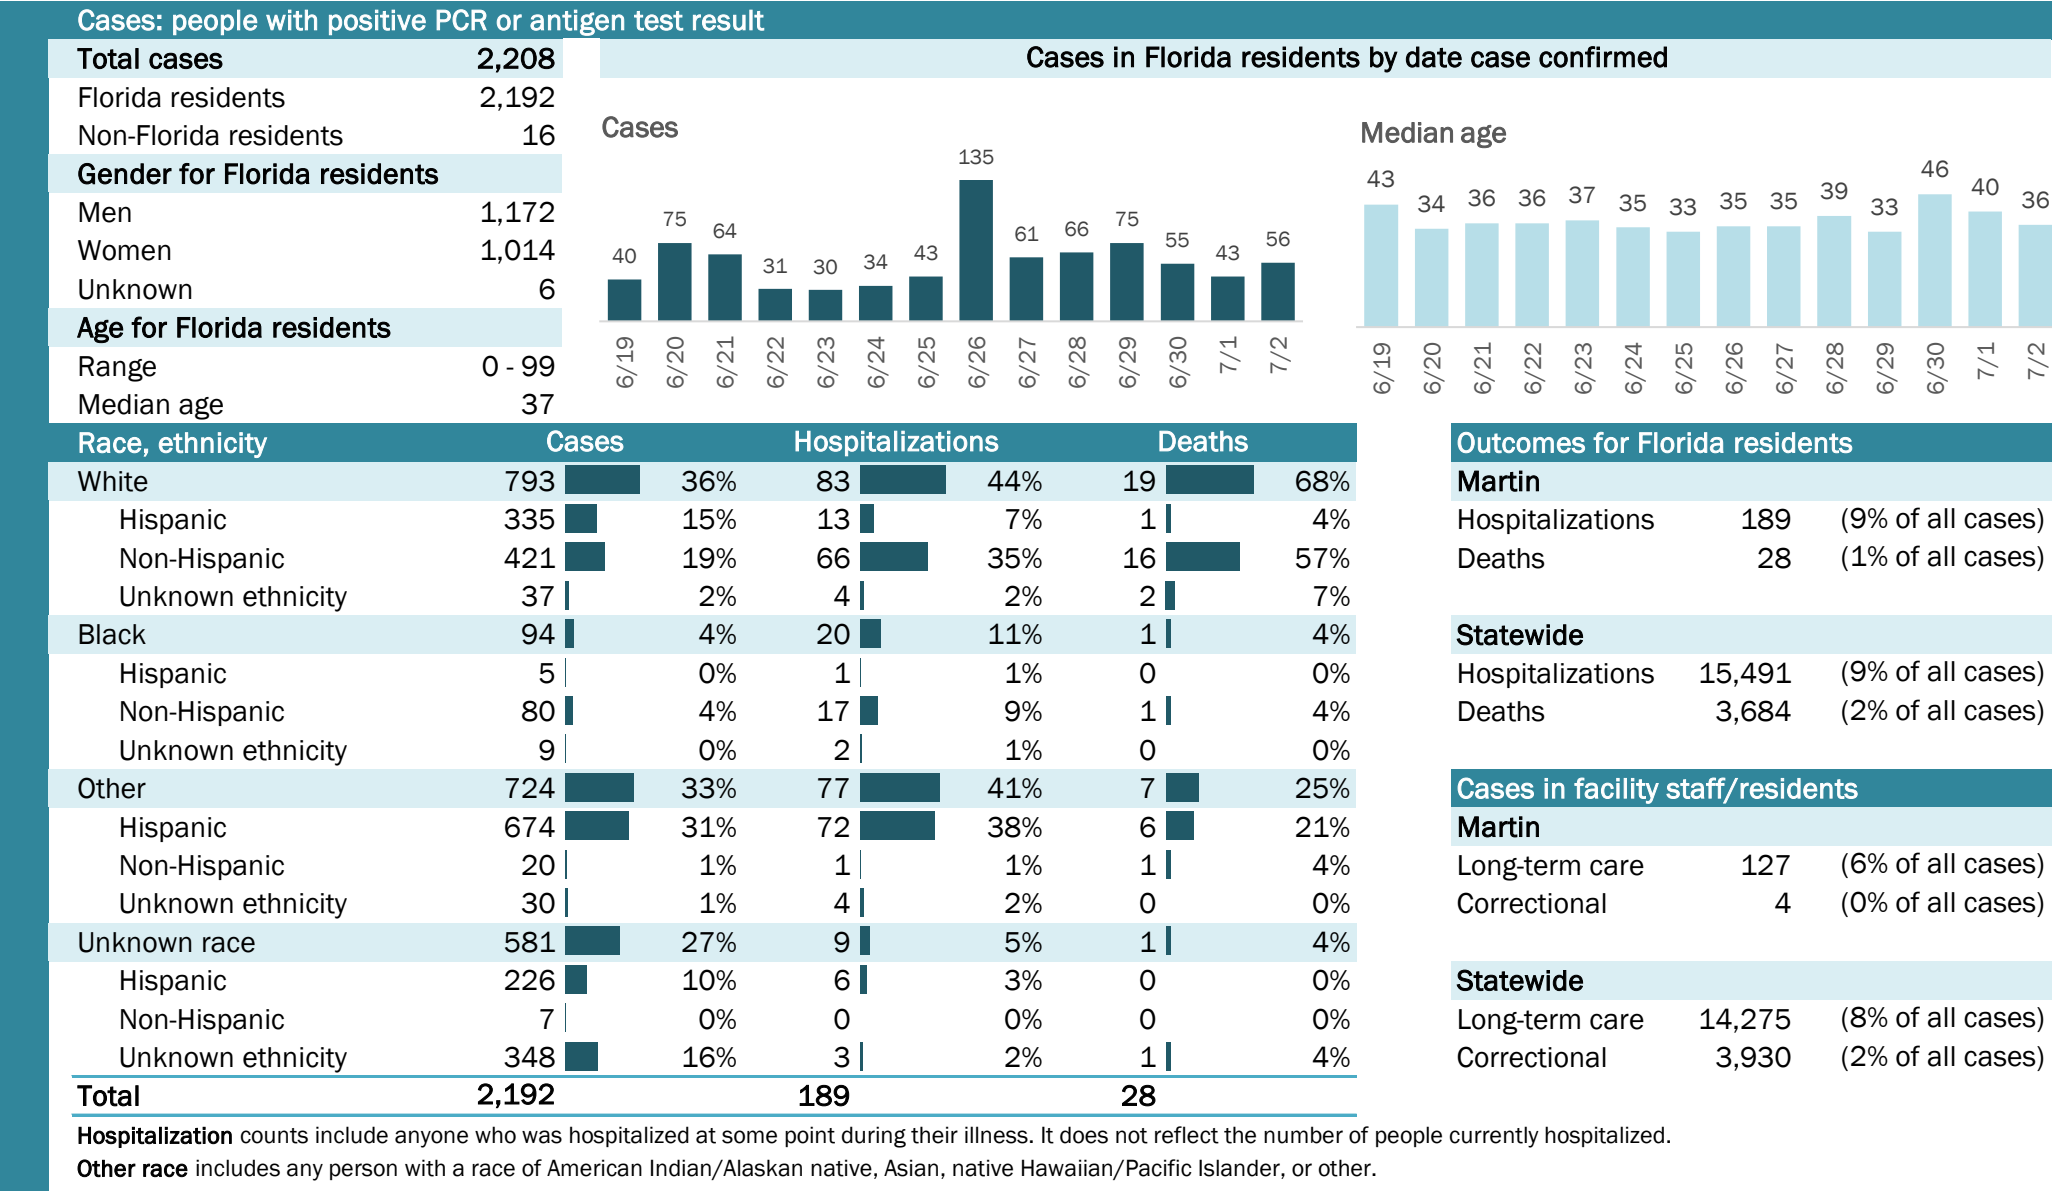 Cases: people with positive PCR or antigen test result
Total cases 2,208
Florida residents 2,192
Non-Florida residents 16
Gender for Florida residents
Men 1,172
Women 1,014
Unknown 6
Age for Florida residents
Range 0 - 99
Median age 37
Cases in Florida residents by date case confirmed
Cases
40 75 64 31 30 34 43 135 61 66 75 55 43 56
6/19 6/20 6/21 6/22 6/23 6/24 6/25 6/26 6/27 6/28 6/29 6/30 7/1 7/2
Median age
43 34 36 36 37 35 33 35 35 39 33 46 40 36
6/19 6/20 6/21 6/22 6/23 6/24 6/25 6/26 6/27 6/28 6/29 6/30 7/1 7/2
Race, ethnicity Cases Hospitalizations Deaths
White 793 36% 83 44% 19 68%
Hispanic 335 15% 13 7% 1 4%
Non-Hispanic 421 19% 66 35% 16 57%
Unknown ethnicity 37 2% 4 2% 2 7%
Black 94 4% 20 11% 1 4%
Hispanic 5 0% 1 1% 0 0%
Non-Hispanic 80 4% 17 9% 1 4%
Unknown ethnicity 9 0% 2 1% 0 0%
Other 724 33% 77 41% 7 25%
Hispanic 674 31% 72 38% 6 21%
Non-Hispanic 20 1% 1 1% 1 4%
Unknown ethnicity 30 1% 4 2% 0 0%
Unknown race 581 27% 9 5% 1 4%
Hispanic 226 10% 6 3% 0 0%
Non-Hispanic 7 0% 0 0% 0 0%
Unknown ethnicity 348 16% 3 2% 1 4%
Total 2,192 189 28
Outcomes for Florida residents
Martin
Hospitalizations 189 (9% of all cases)
Deaths 28 (1% of all cases)
Statewide
Hospitalizations 15,491 (9% of all cases)
Deaths 3,684 (2% of all cases)
Cases in facility staff/residents
Martin
Long-term care 127 (6% of all cases)
Correctional 4 (0% of all cases)
Statewide
Long-term care 14,275 (8% of all cases)
Correctional 3,930 (2% of all cases)
Hospitalization counts include anyone who was hospitalized at some point during their illness. It does not reflect the number of people currently hospitalized.
Other race includes any person with a race of American Indian/Alaskan native, Asian, native Hawaiian/Pacific Islander, or other.